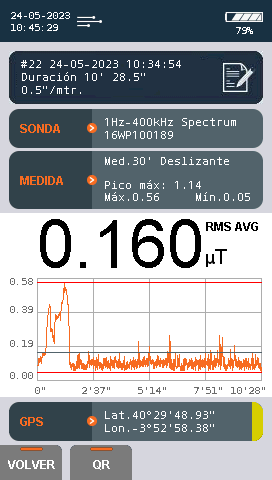 24-05-2023
10:45:29
79%
#22 24-05-2023 10:34:54
Duración 10' 28.5"
0.5"/mtr.
SONDA
1Hz-400kHz Spectrum
16WP100189
MEDIDA
Med.30' Deslizante
Pico máx: 1.14
Máx.0.56 Mín.0.05
0.160 RMS AVG
µT
0.58
0.39
0.19
0.00
0" 2'37" 5'14" 7'51" 10'28"
GPS
Lat.40°29'48.93"
Lon.-3°52'58.38"
VOLVER QR